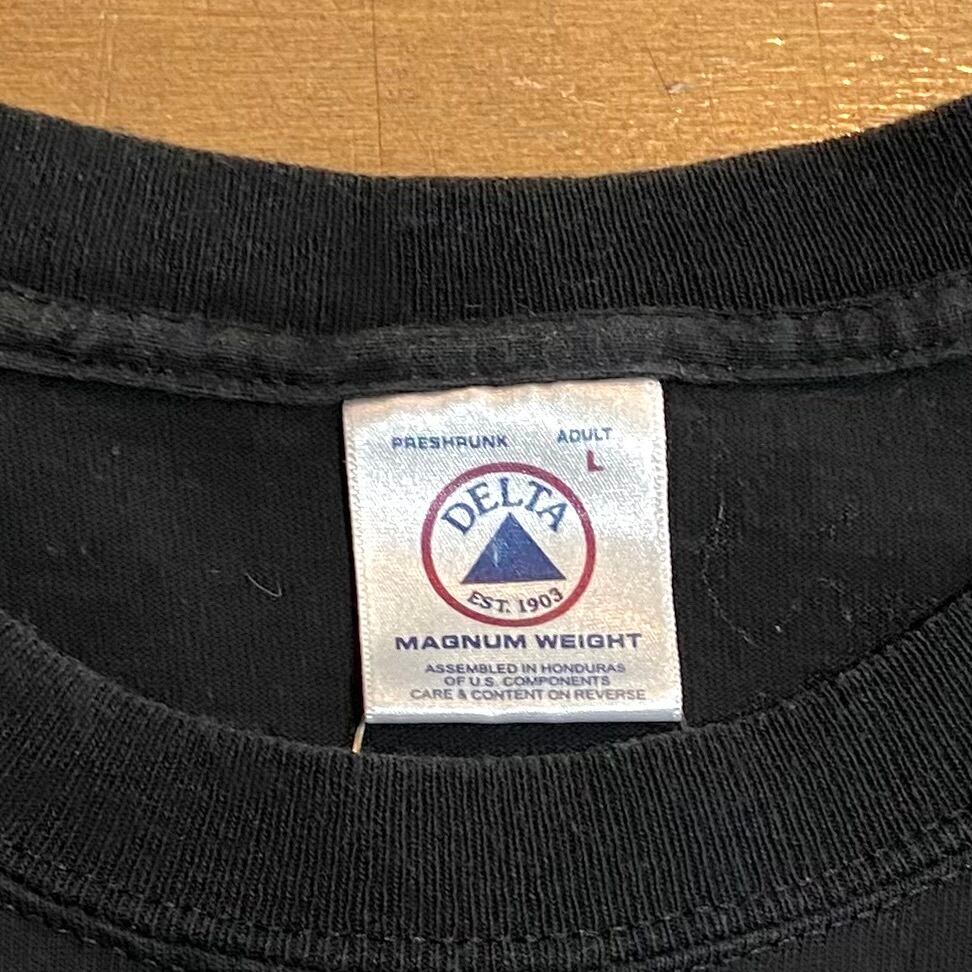 PRESHRUNK ADULT
L
DELTA
EST. 1903
MAGNUM WEIGHT
ASSEMBLED IN HONDURAS
OF U.S. COMPONENTS
CARE & CONTENT ON REVERSE